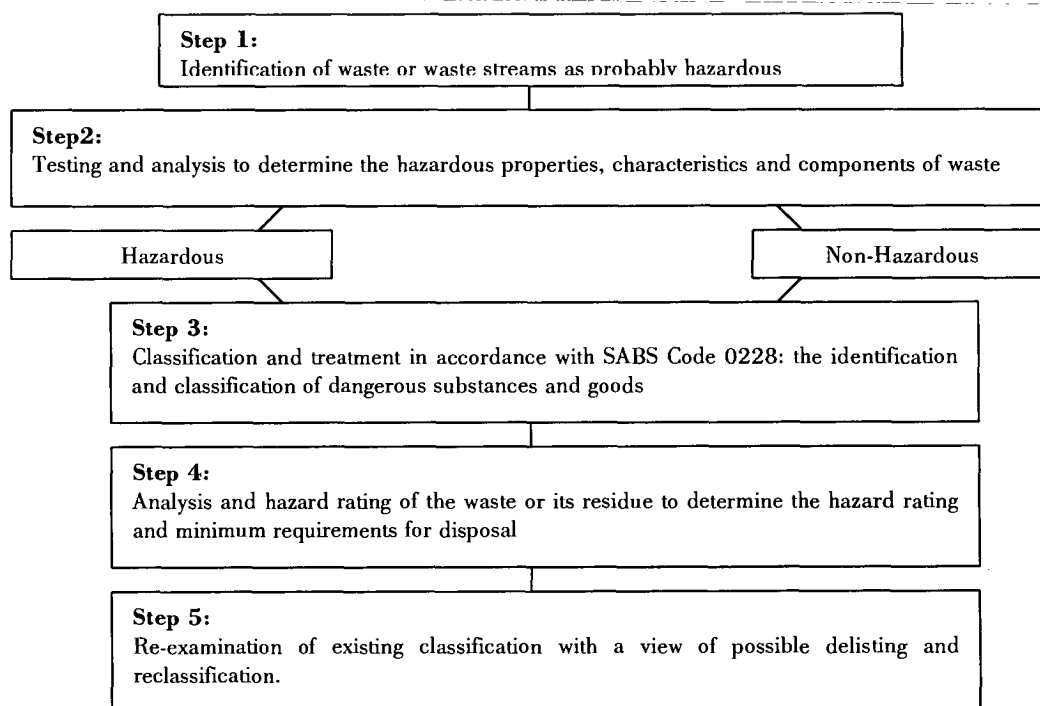 Step 1:
Identification of waste or waste streams as probably hazardous
Step2:
Testing and analysis to determine the hazardous properties, characteristics and components of waste
Hazardous
Non-Hazardous
Step 3:
Classification and treatment in accordance with SABS Code 0228: the identification
and classification of dangerous substances and goods
Step 4:
Analysis and hazard rating of the waste or its residue to determine the hazard rating
and minimum requirements for disposal
Step 5:
Re-examination of existing classification with a view of possible delisting and
reclassification.